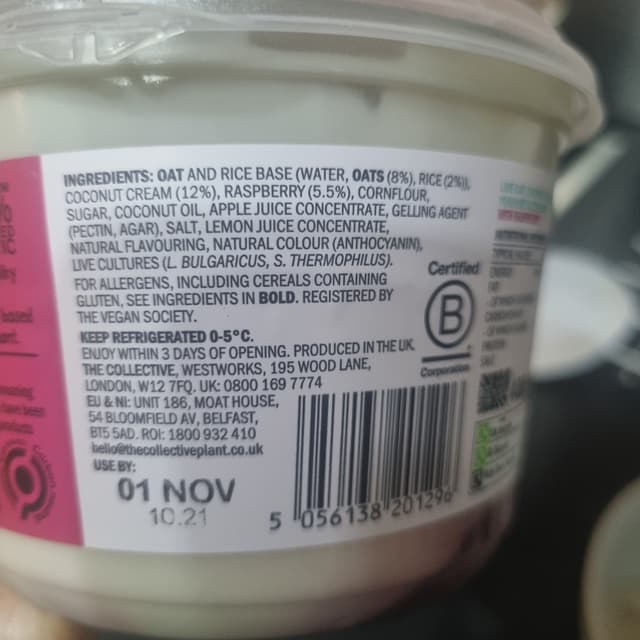 INGREDIENTS: OAT AND RICE BASE (WATER, OATS (8%), RICE (2%)),
COCONUT CREAM (12%), RASPBERRY (5.5%), CORNFLOUR,
SUGAR, COCONUT OIL, APPLE JUICE CONCENTRATE, GELLING AGENT
(PECTIN, AGAR), SALT, LEMON JUICE CONCENTRATE,
NATURAL FLAVOURING, NATURAL COLOUR (ANTHOCYANIN),
LIVE CULTURES (L. BULGARICUS, S. THERMOPHILUS).
FOR ALLERGENS, INCLUDING CEREALS CONTAINING
GLUTEN, SEE INGREDIENTS IN BOLD. REGISTERED BY
THE VEGAN SOCIETY.
KEEP REFRIGERATED 0-5°C.
ENJOY WITHIN 3 DAYS OF OPENING. PRODUCED IN THE UK.
THE COLLECTIVE, WESTWORKS, 195 WOOD LANE,
LONDON, W12 7FQ. UK: 0800 169 7774
EU & NI: UNIT 186, MOAT HOUSE,
54 BLOOMFIELD AV, BELFAST,
BT5 5AD. ROI: 1800 932 410
hello@thecollectiveplant.co.uk
USE BY:
01 NOV
10.21
5 056138 201296
Certified
B
Corporation
based